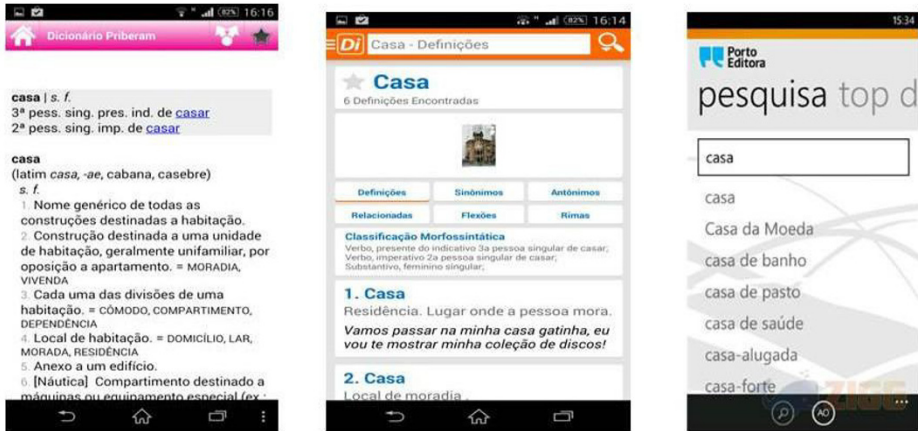 82% 16:16
Dicionário Priberam
casa | s. f.
3ª pess. sing. pres. ind. de casar
2ª pess. sing. imp. de casar
casa
(latim casa, -ae, cabana, casebre)
s. f.
1. Nome genérico de todas as
construções destinadas a habitação.
2. Construção destinada a uma unidade
de habitação, geralmente unifamiliar, por
oposição a apartamento. = MORADIA,
VIVENDA
3. Cada uma das divisões de uma
habitação. = CÔMODO, COMPARTIMENTO,
DEPENDÊNCIA
4. Local de habitação. = DOMICÍLIO, LAR,
MORADA, RESIDÊNCIA
5. Anexo a um edifício.
6. [Náutica] Compartimento destinado a
máquinas ou equipamento especial (ex.:
82% 16:14
Di Casa - Definições
Casa
6 Definições Encontradas
Definições Sinônimos Antônimos
Relacionadas Flexões Rimas
Classificação Morfossintática
Verbo, presente do indicativo 3a pessoa singular de casar;
Verbo, imperativo 2a pessoa singular de casar;
Substantivo, feminino singular;
1. Casa
Residência. Lugar onde a pessoa mora.
Vamos passar na minha casa gatinha, eu
vou te mostrar minha coleção de discos!
2. Casa
Local de moradia .
15:34
Porto
Editora
pesquisa top d
casa
casa
Casa da Moeda
casa de banho
casa de pasto
casa de saúde
casa-alugada
casa-forte
ZIGG
AO